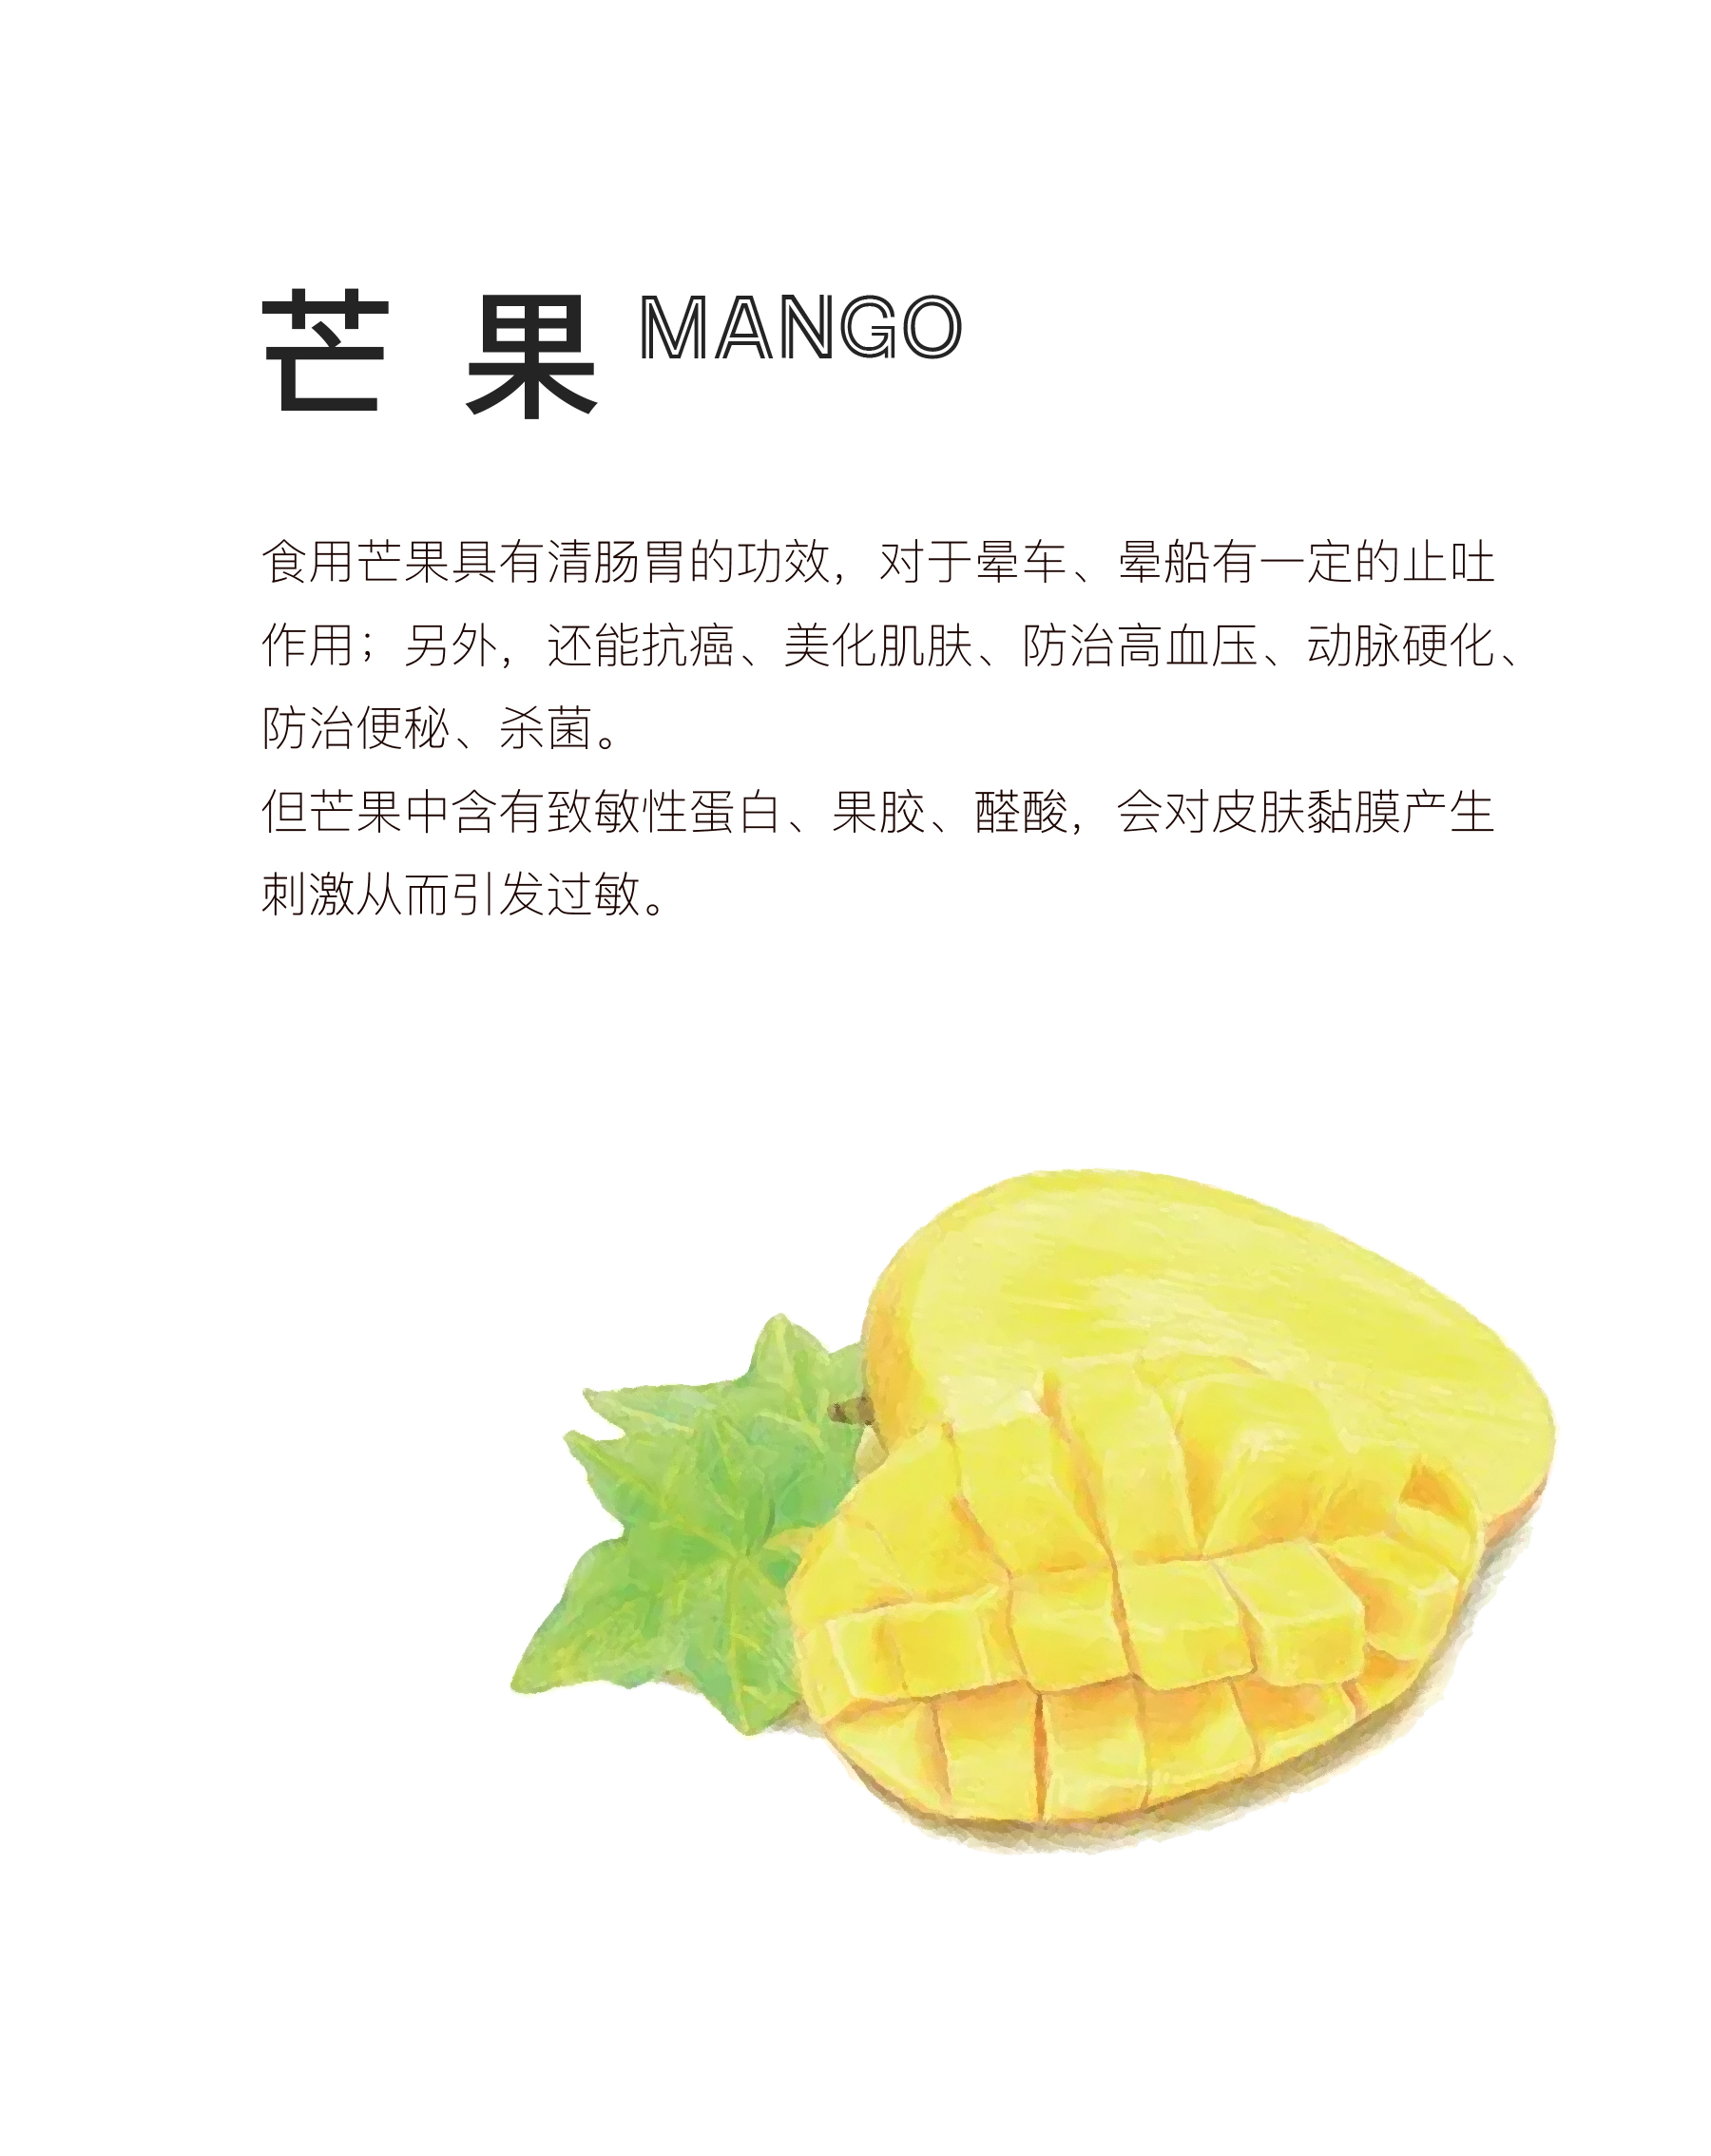 芒果 MANGO
食用芒果具有清肠胃的功效，对于晕车、晕船有一定的止吐
作用；另外，还能抗癌、美化肌肤、防治高血压、动脉硬化、
防治便秘、杀菌。
但芒果中含有致敏性蛋白、果胶、醛酸，会对皮肤黏膜产生
刺激从而引发过敏。